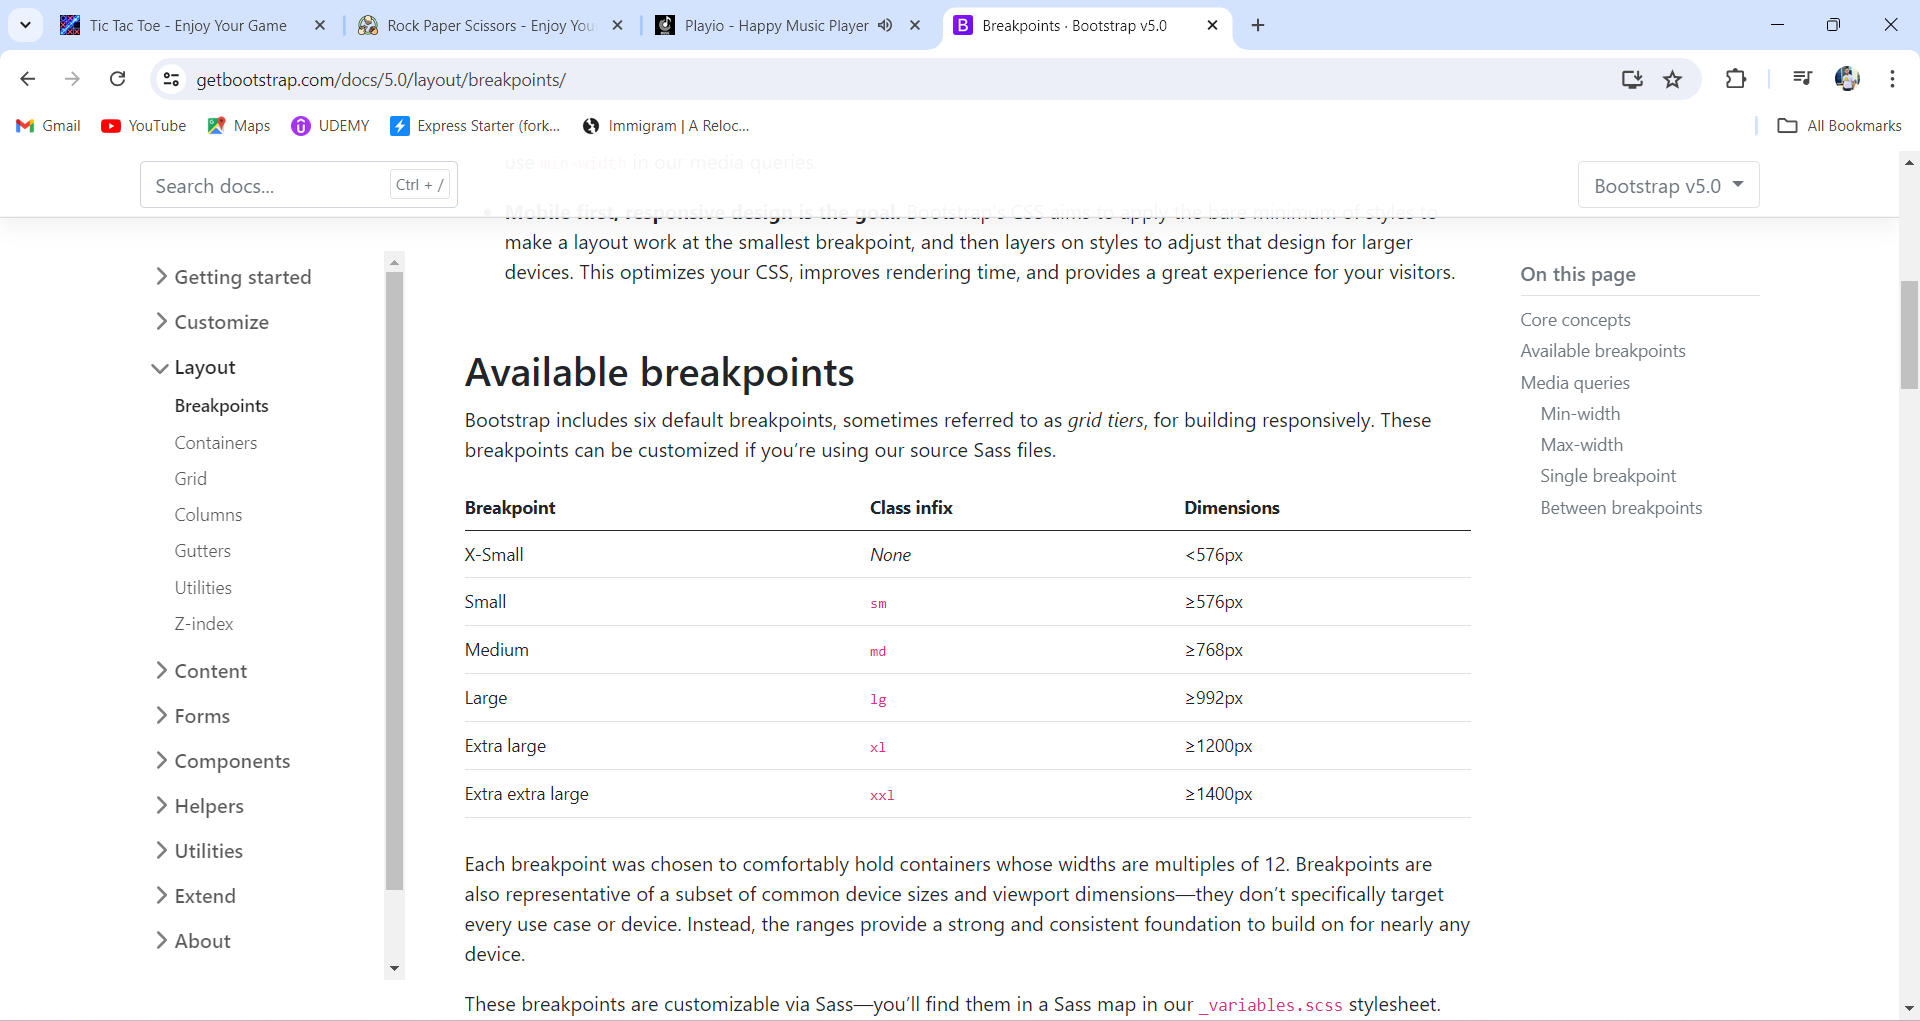 Tic Tac Toe - Enjoy Your Game
Rock Paper Scissors - Enjoy You
Playio - Happy Music Player
B Breakpoints · Bootstrap v5.0
getbootstrap.com/docs/5.0/layout/breakpoints/
Gmail YouTube Maps UDEMY Express Starter (fork... Immigram | A Reloc... All Bookmarks
Search docs... Ctrl + /
Bootstrap v5.0
use min-width in our media queries.
Mobile first, responsive design is the goal. Bootstrap's CSS aims to apply the bare minimum of styles to
make a layout work at the smallest breakpoint, and then layers on styles to adjust that design for larger
devices. This optimizes your CSS, improves rendering time, and provides a great experience for your visitors.
Getting started
Customize
Layout
Breakpoints
Containers
Grid
Columns
Gutters
Utilities
Z-index
Content
Forms
Components
Helpers
Utilities
Extend
About
Available breakpoints
Bootstrap includes six default breakpoints, sometimes referred to as grid tiers, for building responsively. These
breakpoints can be customized if you’re using our source Sass files.
Breakpoint Class infix Dimensions
X-Small None <576px
Small sm ≥576px
Medium md ≥768px
Large lg ≥992px
Extra large xl ≥1200px
Extra extra large xxl ≥1400px
Each breakpoint was chosen to comfortably hold containers whose widths are multiples of 12. Breakpoints are
also representative of a subset of common device sizes and viewport dimensions—they don’t specifically target
every use case or device. Instead, the ranges provide a strong and consistent foundation to build on for nearly any
device.
These breakpoints are customizable via Sass—you’ll find them in a Sass map in our _variables.scss stylesheet.
On this page
Core concepts
Available breakpoints
Media queries
Min-width
Max-width
Single breakpoint
Between breakpoints